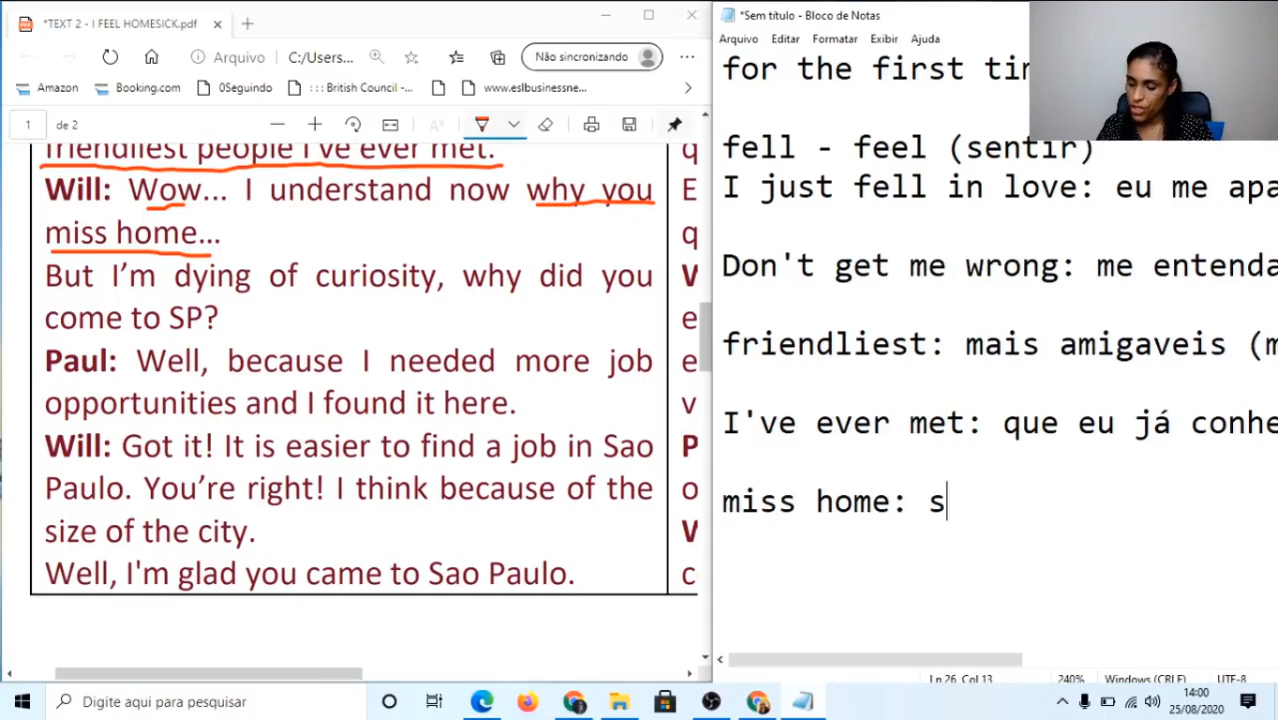 *TEXT 2 - I FEEL HOMESICK.pdf
Arquivo C:/Users... Não sincronizando
Amazon Booking.com 0Seguindo : : : British Council -... www.eslbusinessne...
1 de 2
friendliest people I've ever met.
Will: Wow... I understand now why you
miss home...
But I'm dying of curiosity, why did you
come to SP?
Paul: Well, because I needed more job
opportunities and I found it here.
Will: Got it! It is easier to find a job in Sao
Paulo. You're right! I think because of the
size of the city.
Well, I'm glad you came to Sao Paulo.
q
E
q
V
e
e
v
P
o
V
c
*Sem título - Bloco de Notas
Arquivo Editar Formatar Exibir Ajuda
for the first tim
fell - feel (sentir)
I just fell in love: eu me apa
Don't get me wrong: me entenda
friendliest: mais amigaveis (m
I've ever met: que eu já conhe
miss home: s
Ln 26, Col 13 240% Windows (CRLF) UTF-8
Digite aqui para pesquisar
14:00
25/08/2020